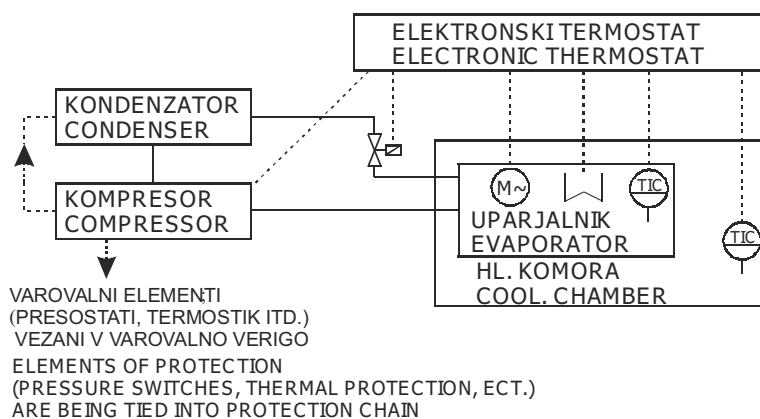 ELEKTRONSKI TERMOSTAT
ELECTRONIC THERMOSTAT
KONDENZATOR
CONDENSER
KOMPRESOR
COMPRESSOR
M~
TIC
UPARJALNIK
EVAPORATOR
TIC
HL. KOMORA
COOL. CHAMBER
VAROVALNI ELEMENTI
(PRESOSTATI, TERMOSTIK ITD.)
VEZANI V VAROVALNO VERIGO
ELEMENTS OF PROTECTION
(PRESSURE SWITCHES, THERMAL PROTECTION, ECT.)
ARE BEING TIED INTO PROTECTION CHAIN